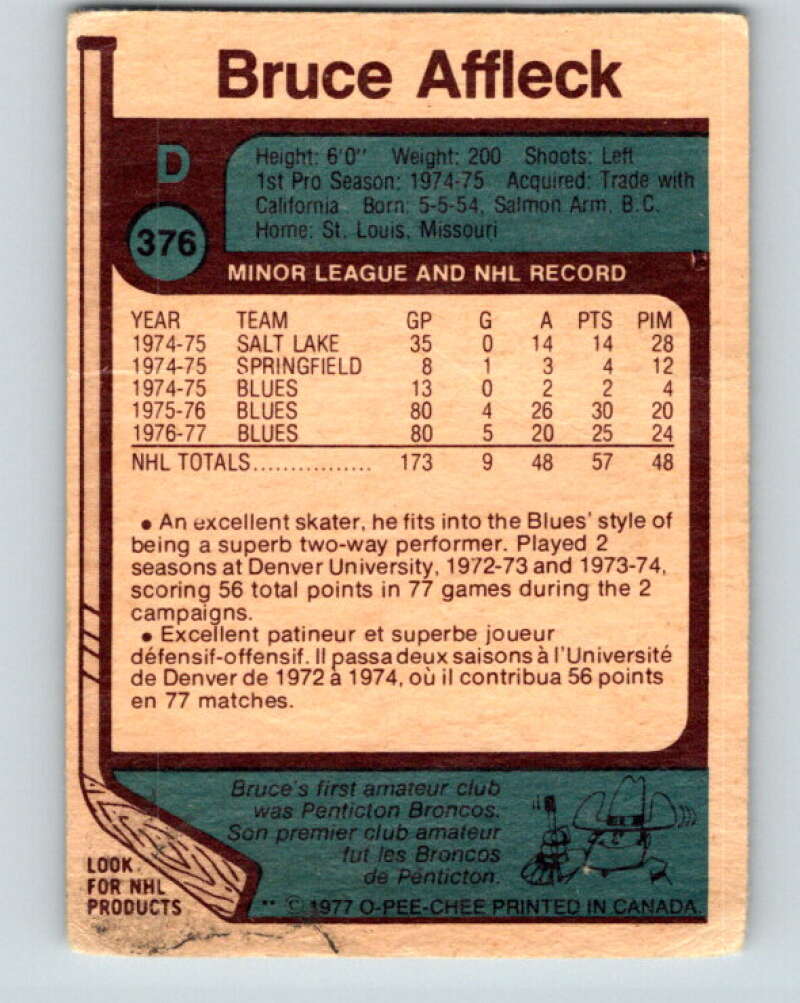 Bruce Affleck
D
376
Height: 6'0" Weight: 200 Shoots: Left
1st Pro Season: 1974-75 Acquired: Trade with
California Born: 5-5-54, Salmon Arm, B.C.
Home: St. Louis, Missouri
MINOR LEAGUE AND NHL RECORD
YEAR TEAM GP G A PTS PIM
1974-75 SALT LAKE 35 0 14 14 28
1974-75 SPRINGFIELD 8 1 3 4 12
1974-75 BLUES 13 0 2 2 4
1975-76 BLUES 80 4 26 30 20
1976-77 BLUES 80 5 20 25 24
NHL TOTALS................ 173 9 48 57 48
• An excellent skater, he fits into the Blues' style of
being a superb two-way performer. Played 2
seasons at Denver University, 1972-73 and 1973-74,
scoring 56 total points in 77 games during the 2
campaigns.
• Excellent patineur et superbe joueur
défensif-offensif. Il passa deux saisons à l'Université
de Denver de 1972 à 1974, où il contribua 56 points
en 77 matches.
Bruce's first amateur club
was Penticton Broncos.
Son premier club amateur
fut les Broncos
de Penticton.
LOOK
FOR NHL
PRODUCTS
** © 1977 O-PEE-CHEE PRINTED IN CANADA.